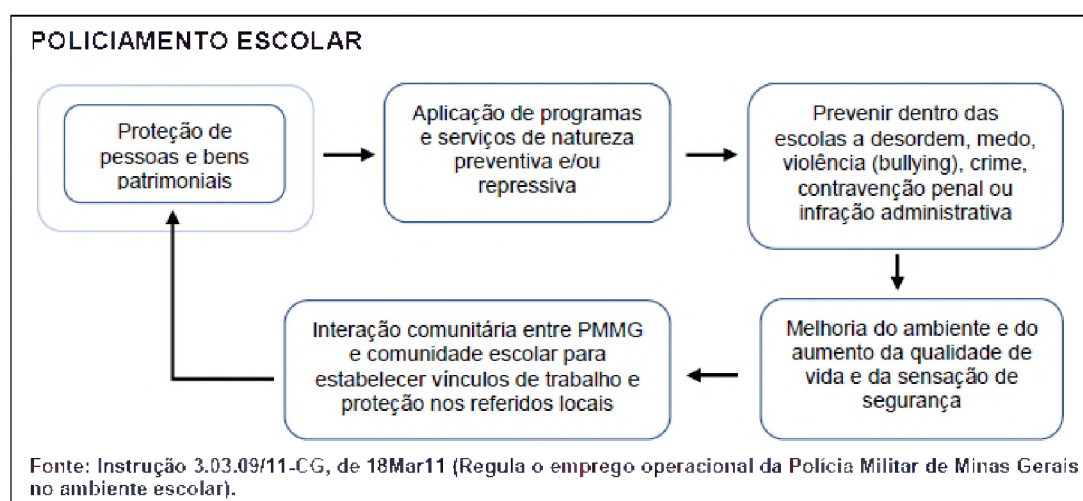 POLICIAMENTO ESCOLAR
Proteção de
pessoas e bens
patrimoniais
Aplicação de programas
e serviços de natureza
preventiva e/ou
repressiva
Prevenir dentro das
escolas a desordem, medo,
violência (bullying), crime,
contravenção penal ou
infração administrativa
Melhoria do ambiente e do
aumento da qualidade de
vida e da sensação de
segurança
Interação comunitária entre PMMG
e comunidade escolar para
estabelecer vínculos de trabalho e
proteção nos referidos locais
Fonte: Instrução 3.03.09/11-CG, de 18Mar11 (Regula o emprego operacional da Polícia Militar de Minas Gerais
no ambiente escolar).